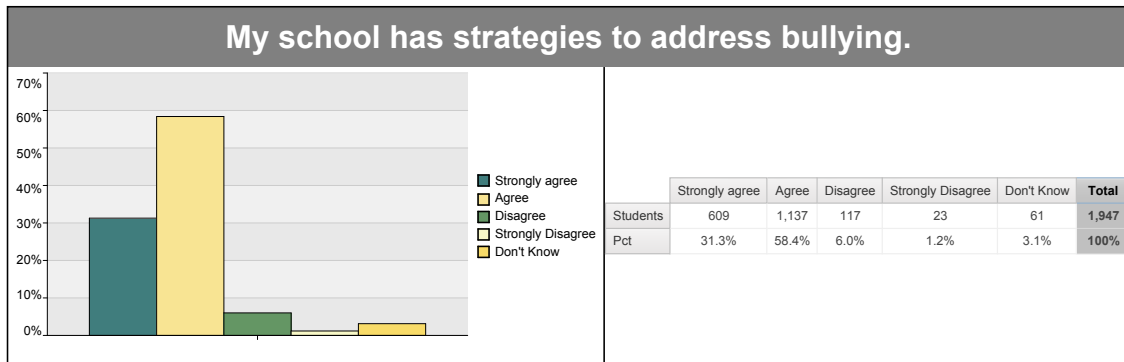 My school has strategies to address bullying.
70%
60%
50%
40%
30%
20%
10%
0%
Strongly agree
Agree
Disagree
Strongly Disagree
Don't Know
Strongly agree Agree Disagree Strongly Disagree Don't Know Total
Students 609 1,137 117 23 61 1,947
Pct 31.3% 58.4% 6.0% 1.2% 3.1% 100%